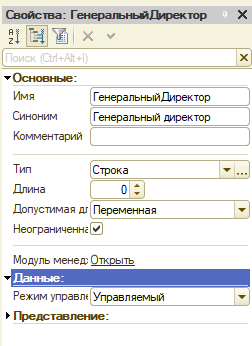 Свойства: ГенеральныйДиректор
Поиск (Ctrl+Alt+I)
Основные:
Имя ГенеральныйДиректор
Синоним Генеральный директор
Комментарий
Тип Строка
Длина 0
Допустимая дл Переменная
Неограниченна
Модуль менед: Открыть
Данные:
Режим управле Управляемый
Представление: